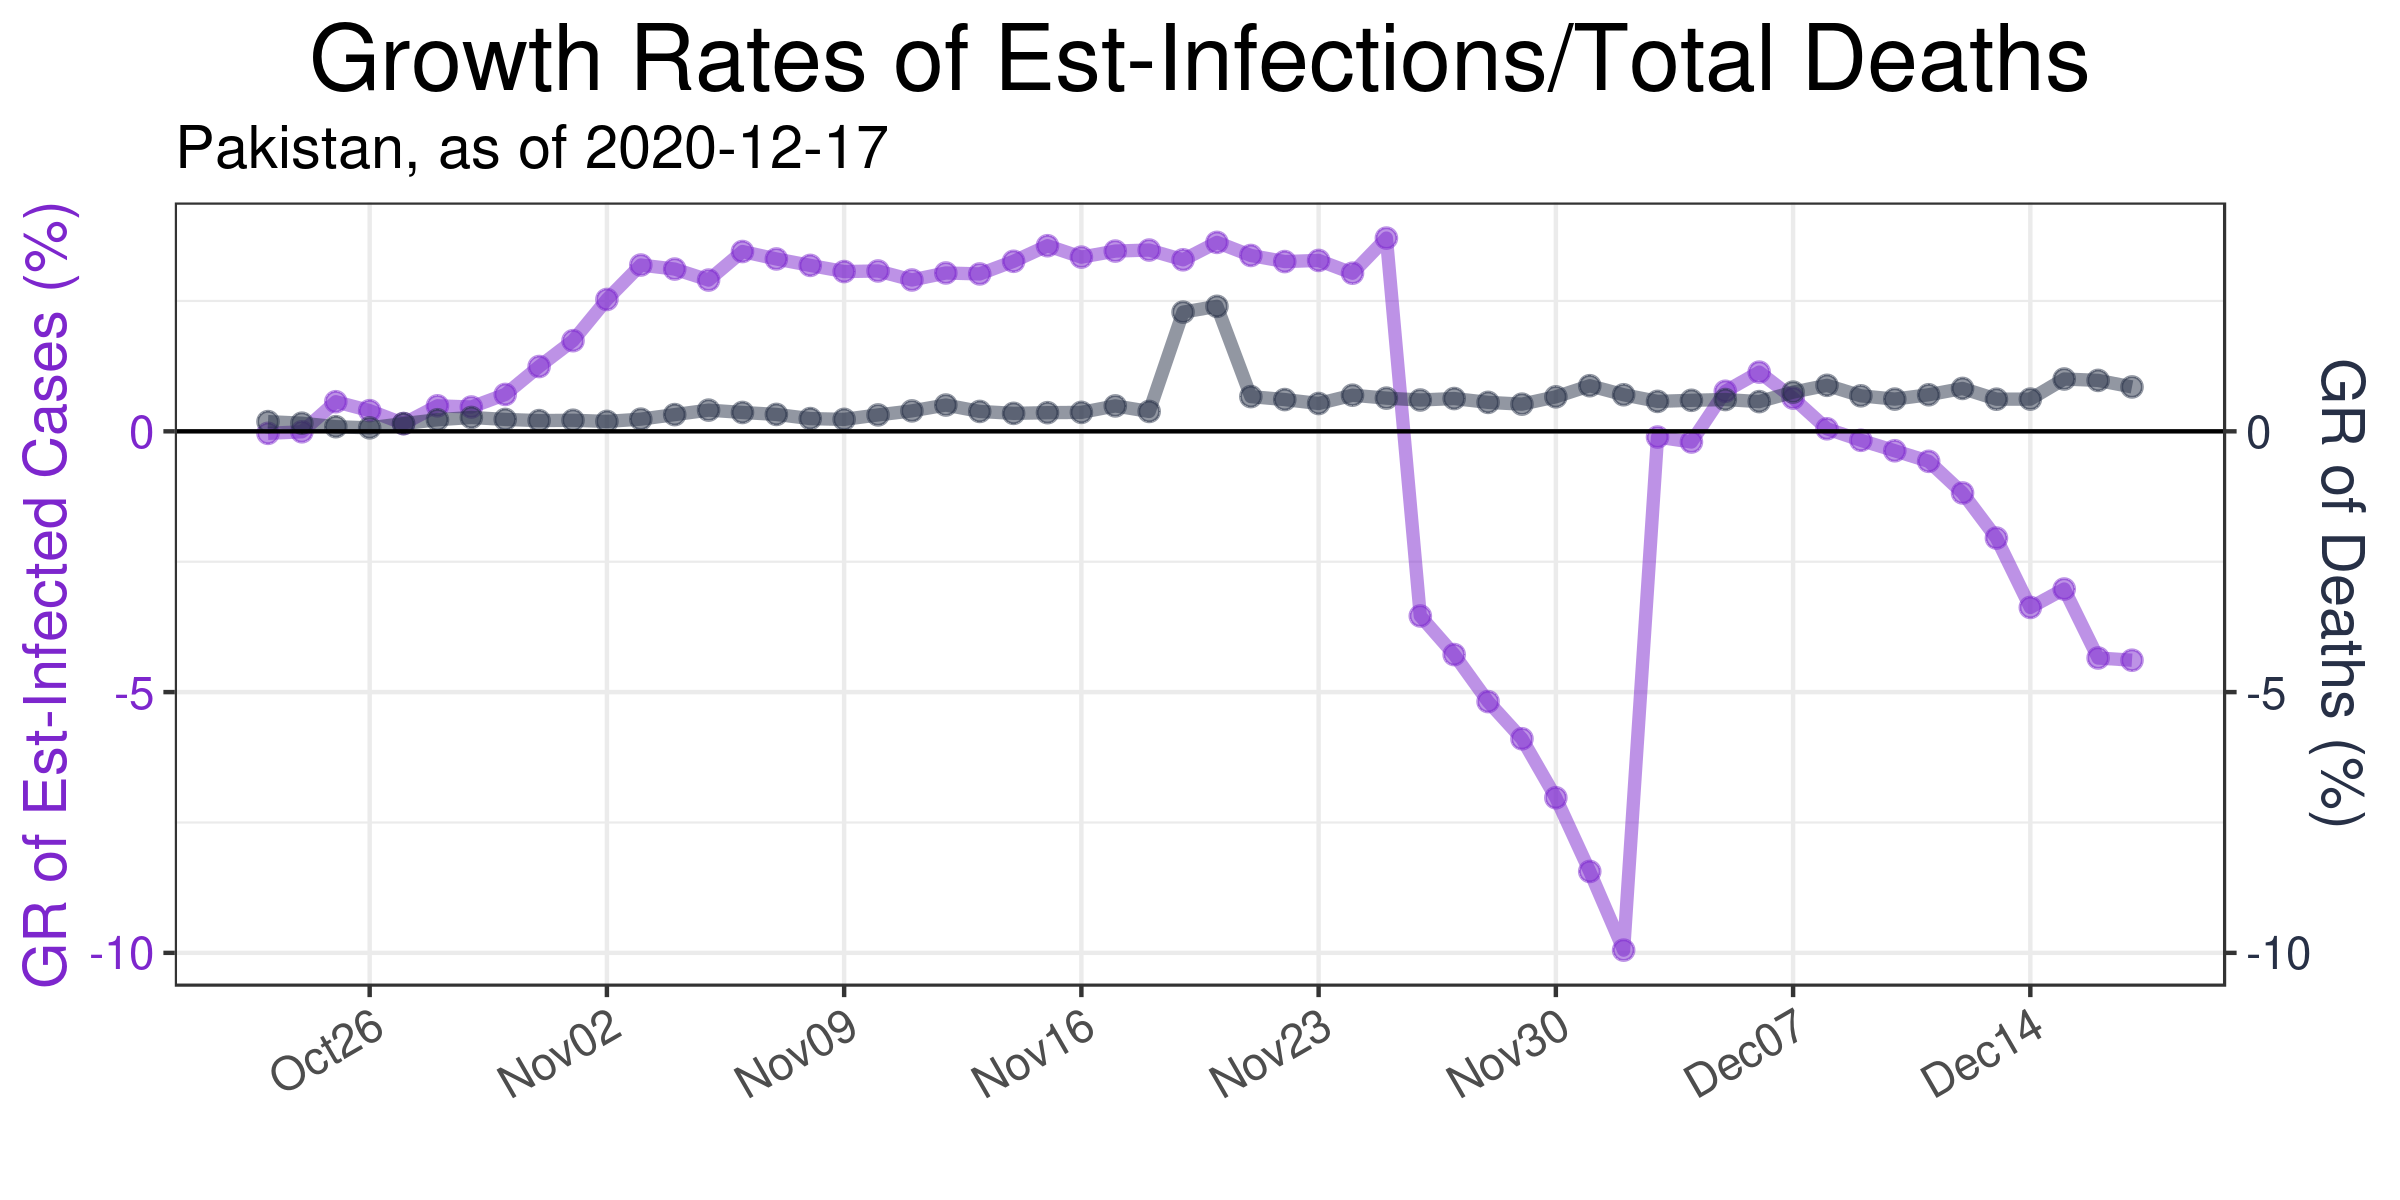 Growth Rates of Est-Infections/Total Deaths
Pakistan, as of 2020-12-17
GR of Est-Infected Cases (%)
0
-5
-10
0
-5
-10
GR of Deaths (%)
Oct26
Nov02
Nov09
Nov16
Nov23
Nov30
Dec07
Dec14